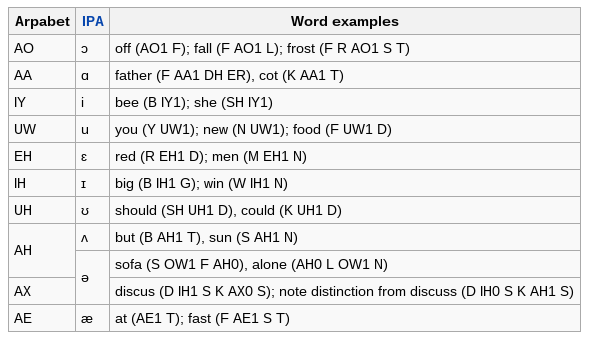 Arpabet IPA Word examples
AO ɔ off (AO1 F); fall (F AO1 L); frost (F R AO1 S T)
AA ɑ father (F AA1 DH ER), cot (K AA1 T)
IY i bee (B IY1); she (SH IY1)
UW u you (Y UW1); new (N UW1); food (F UW1 D)
EH ɛ red (R EH1 D); men (M EH1 N)
IH ɪ big (B IH1 G); win (W IH1 N)
UH ʊ should (SH UH1 D), could (K UH1 D)
AH ʌ but (B AH1 T), sun (S AH1 N)
ə sofa (S OW1 F AH0), alone (AH0 L OW1 N)
AX discus (D IH1 S K AX0 S); note distinction from discuss (D IH0 S K AH1 S)
AE æ at (AE1 T); fast (F AE1 S T)